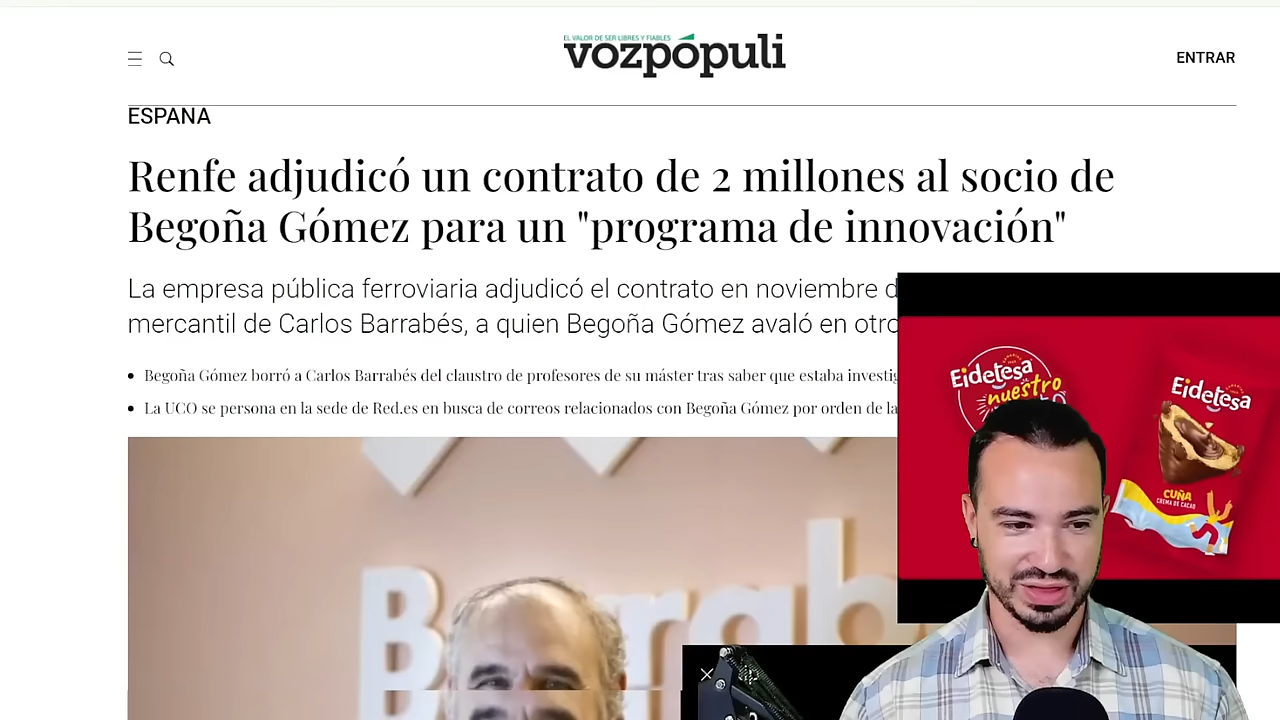 EL VALOR DE SER LIBRES Y FIABLES
vozpópuli
ENTRAR
ESPAÑA
Renfe adjudicó un contrato de 2 millones al socio de
Begoña Gómez para un "programa de innovación"
La empresa pública ferroviaria adjudicó el contrato en noviembre d
mercantil de Carlos Barrabés, a quien Begoña Gómez avaló en otro
Begoña Gómez borró a Carlos Barrabés del claustro de profesores de su máster tras saber que estaba investig
La UCO se persona en la sede de Red.es en busca de correos relacionados con Begoña Gómez por orden de la
Eidetesa
nuestro
Eidetesa
CUÑA
CREMA DE CACAO
Barrab